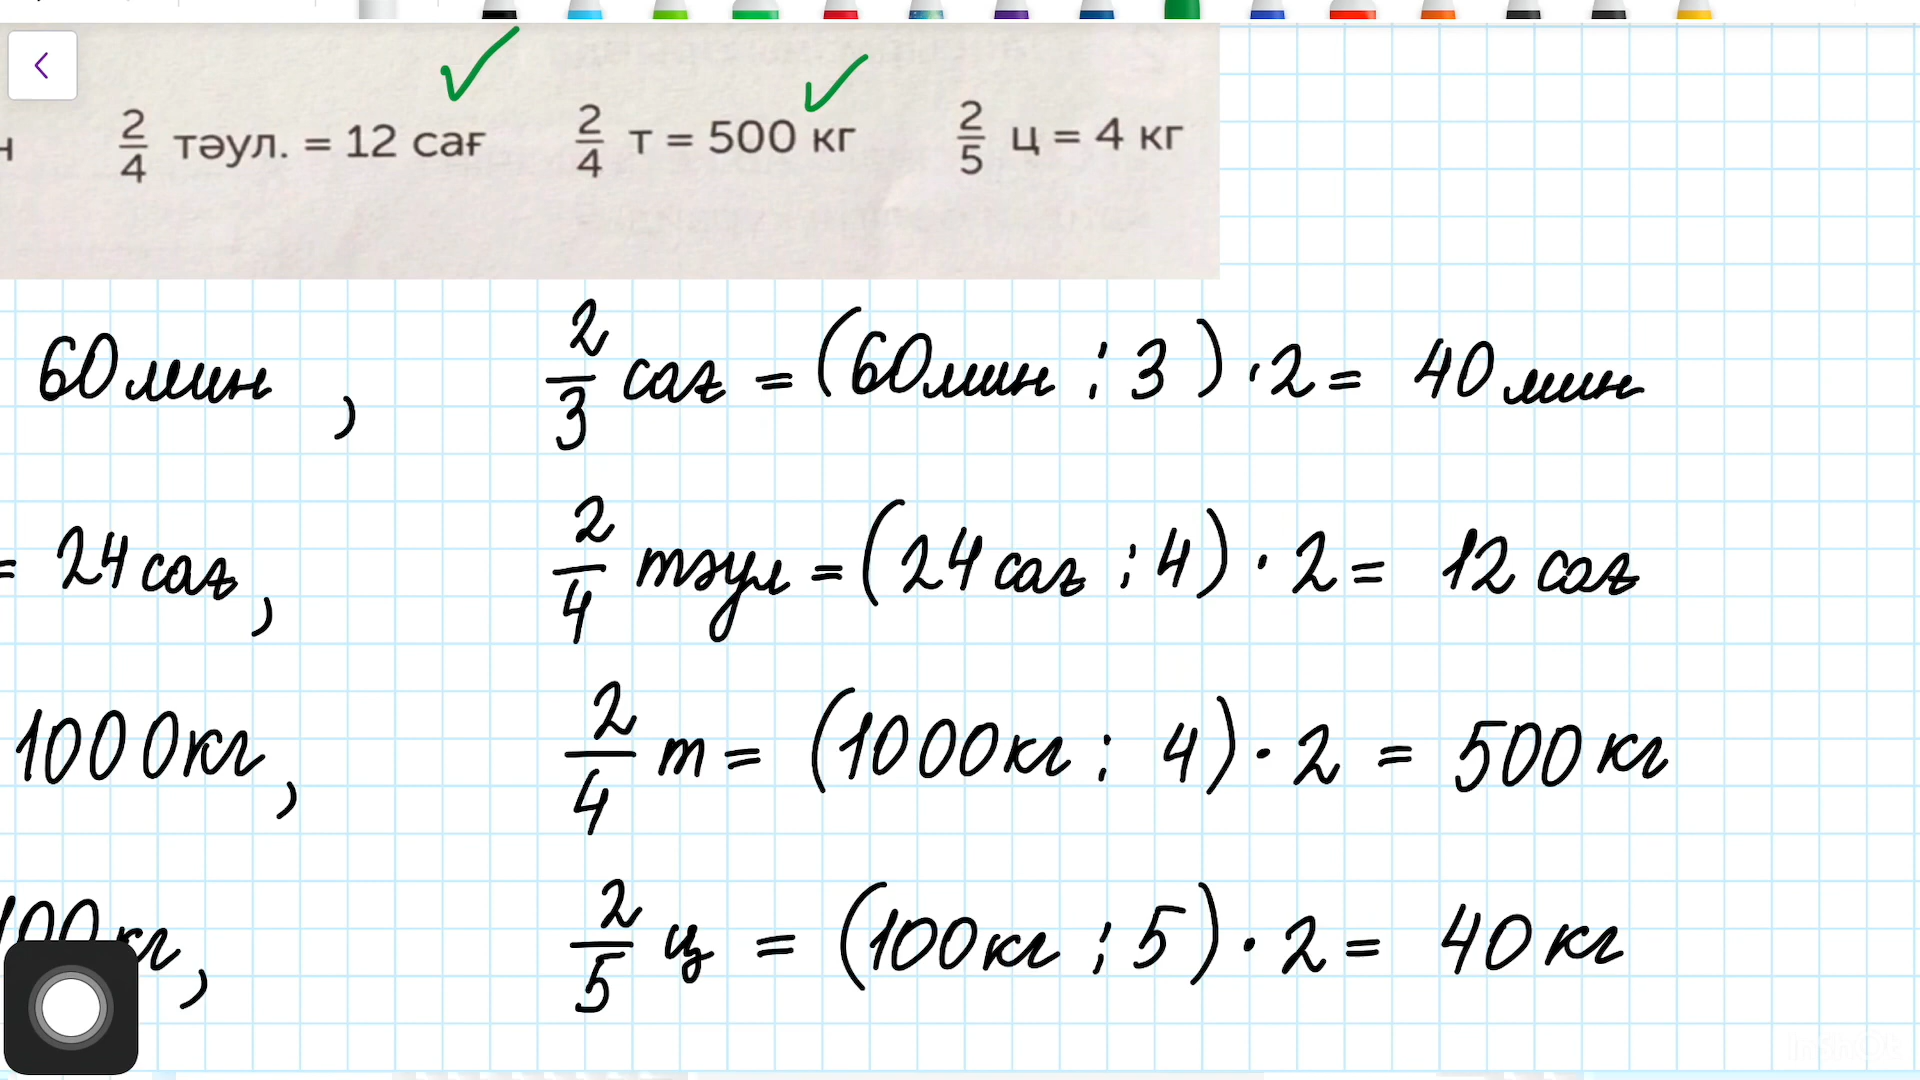 н 2/4 тәул. = 12 сағ 2/4 т = 500 кг 2/5 ц = 4 кг
60 мин, 2/3 сағ = (60 мин : 3) · 2 = 40 мин
= 24 сағ, 2/4 тәул = (24 сағ : 4) · 2 = 12 сағ
1000 кг, 2/4 т = (1000 кг : 4) · 2 = 500 кг
100 кг, 2/5 ц = (100 кг : 5) · 2 = 40 кг